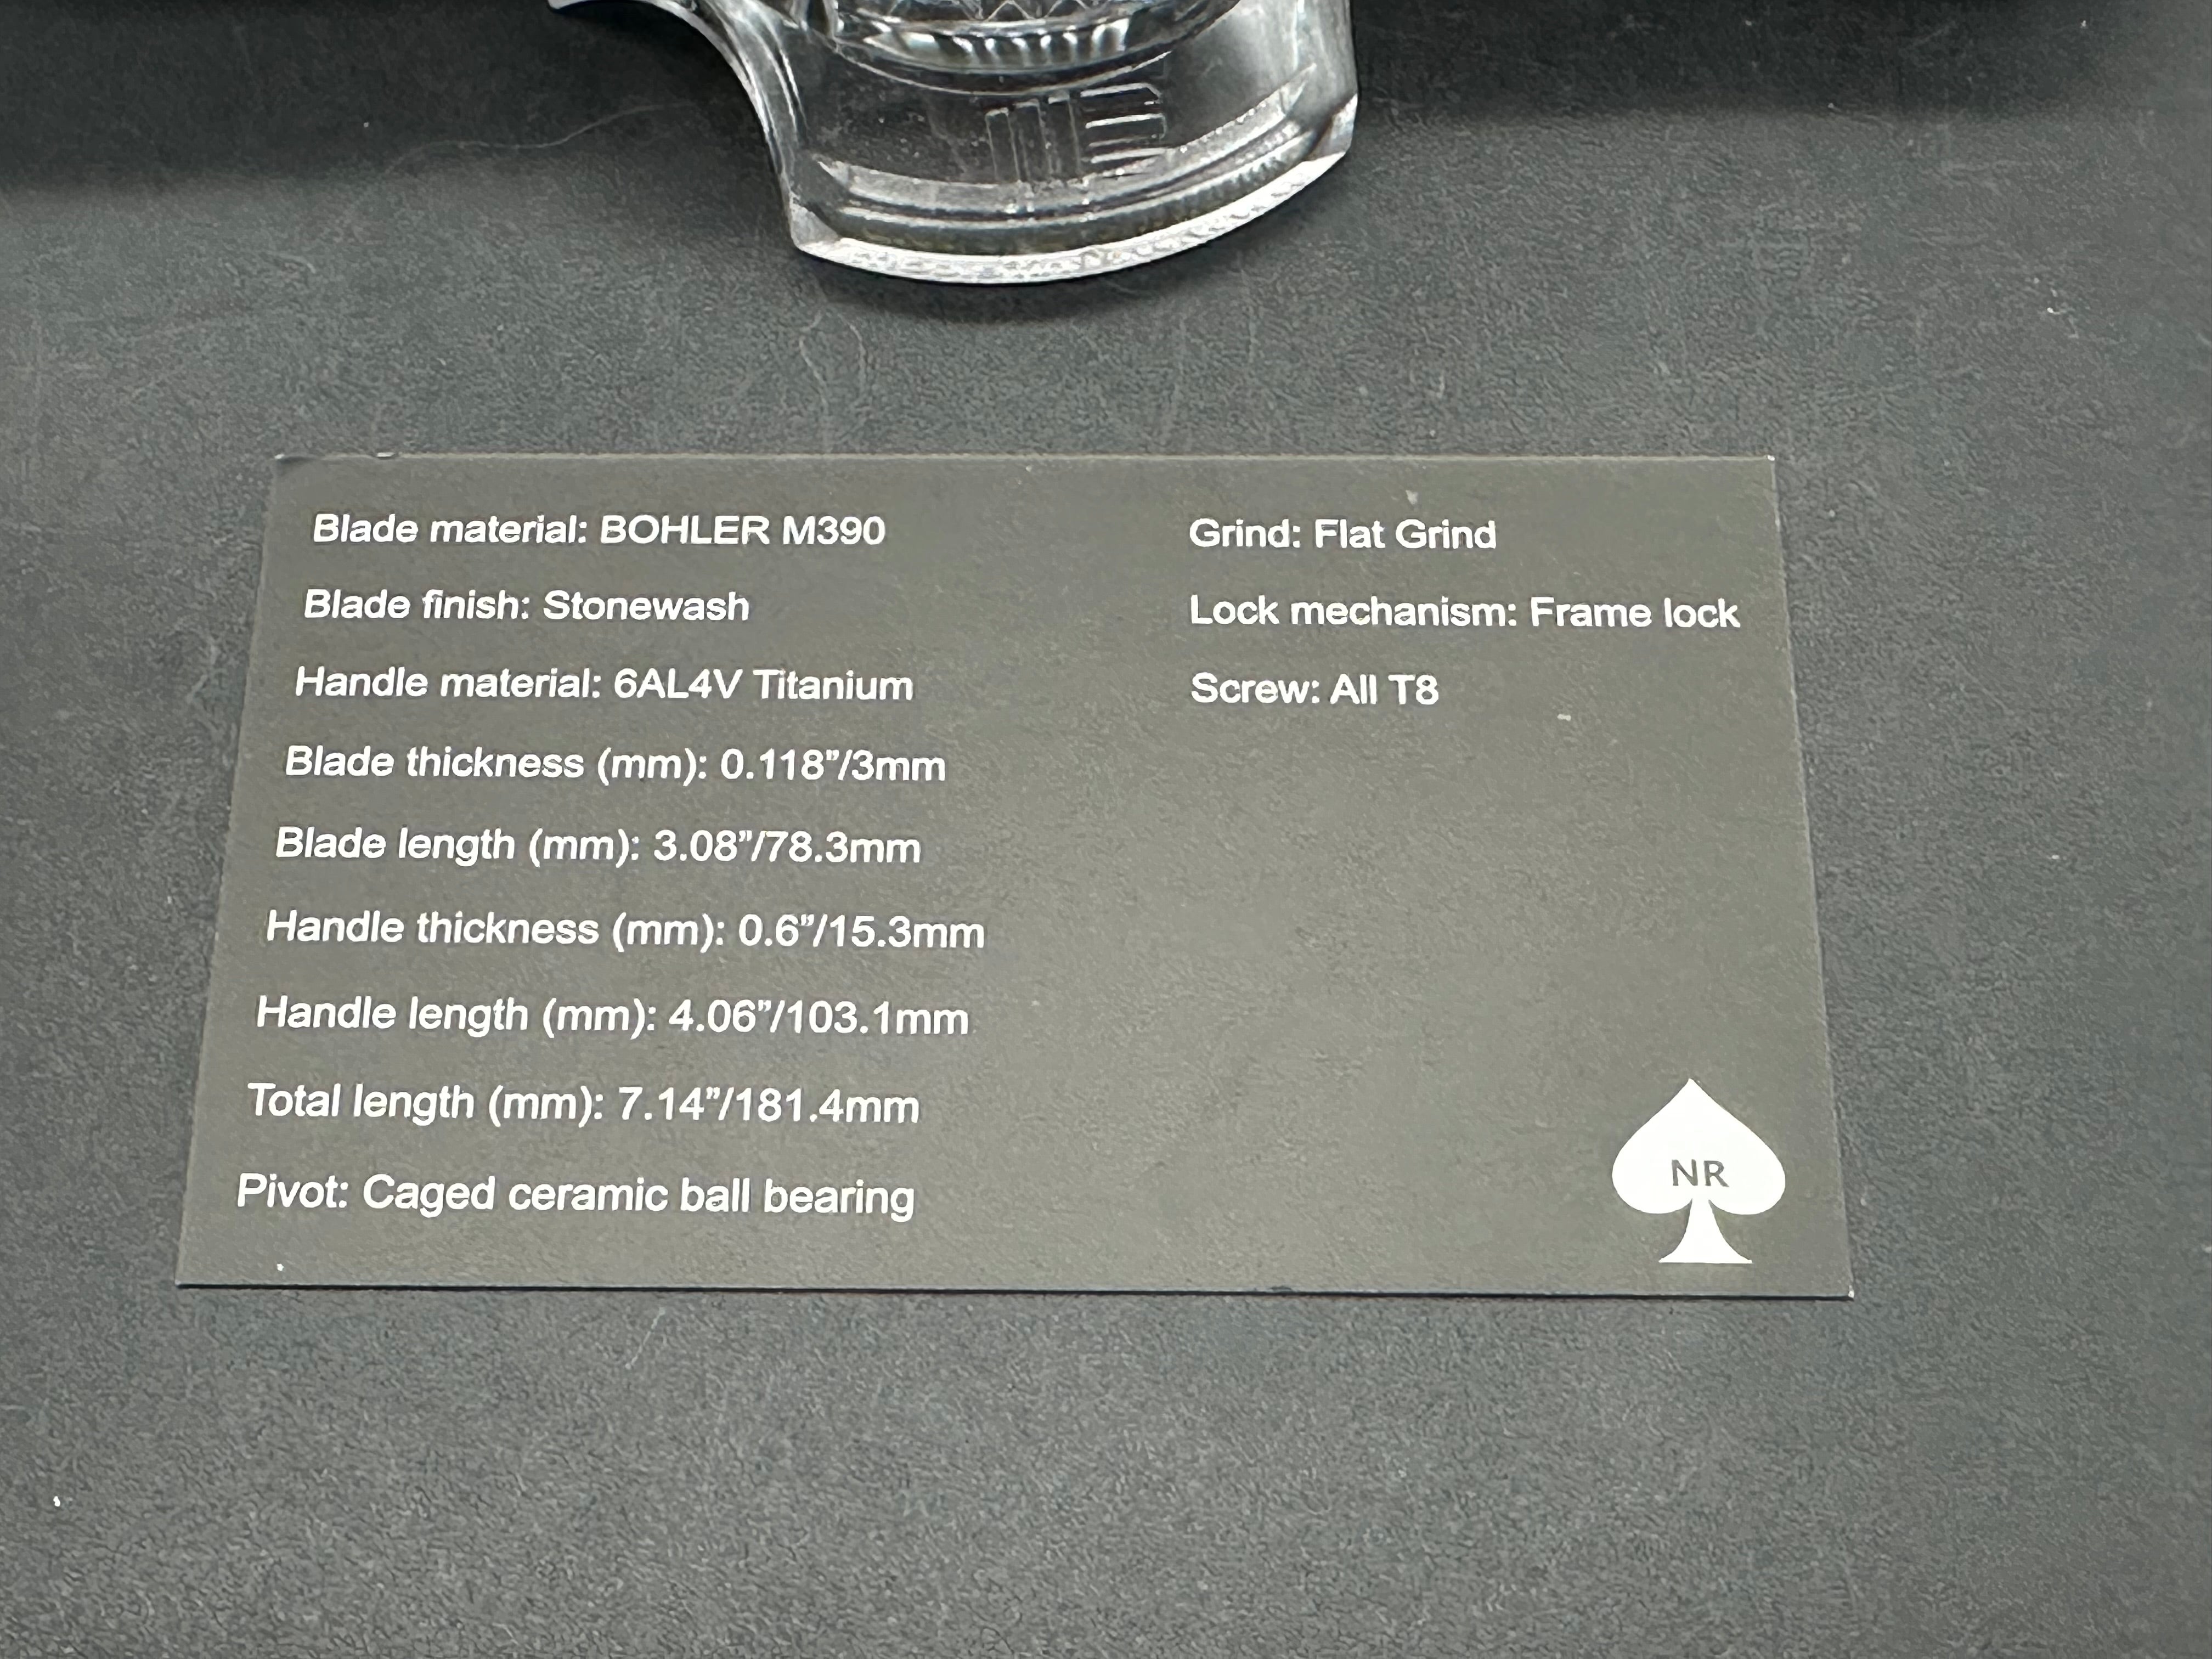 Blade material: BOHLER M390
Blade finish: Stonewash
Handle material: 6AL4V Titanium
Blade thickness (mm): 0.118”/3mm
Blade length (mm): 3.08”/78.3mm
Handle thickness (mm): 0.6”/15.3mm
Handle length (mm): 4.06”/103.1mm
Total length (mm): 7.14”/181.4mm
Pivot: Caged ceramic ball bearing
Grind: Flat Grind
Lock mechanism: Frame lock
Screw: All T8
NR